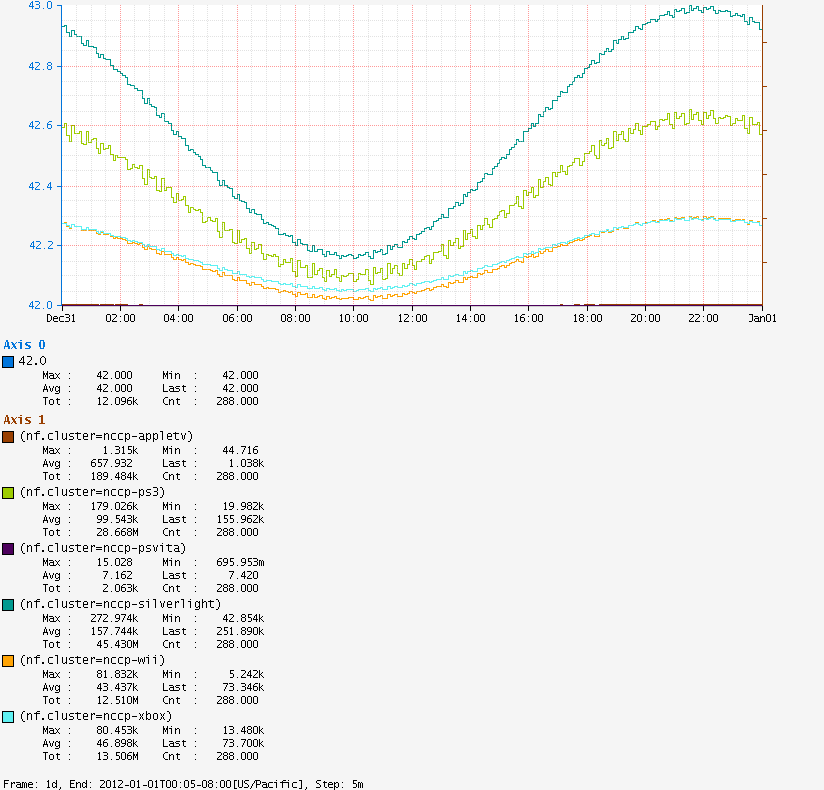 43.0
42.8
42.6
42.4
42.2
42.0
Dec31 02:00 04:00 06:00 08:00 10:00 12:00 14:00 16:00 18:00 20:00 22:00 Jan01
Axis 0
42.0
Max : 42.000 Min : 42.000
Avg : 42.000 Last : 42.000
Tot : 12.096k Cnt : 288.000
Axis 1
(nf.cluster=nccp-appletv)
Max : 1.315k Min : 44.716
Avg : 657.932 Last : 1.038k
Tot : 189.484k Cnt : 288.000
(nf.cluster=nccp-ps3)
Max : 179.026k Min : 19.982k
Avg : 99.543k Last : 155.962k
Tot : 28.668M Cnt : 288.000
(nf.cluster=nccp-psvita)
Max : 15.028 Min : 695.953m
Avg : 7.162 Last : 7.420
Tot : 2.063k Cnt : 288.000
(nf.cluster=nccp-silverlight)
Max : 272.974k Min : 42.854k
Avg : 157.744k Last : 251.890k
Tot : 45.430M Cnt : 288.000
(nf.cluster=nccp-wii)
Max : 81.832k Min : 5.242k
Avg : 43.437k Last : 73.346k
Tot : 12.510M Cnt : 288.000
(nf.cluster=nccp-xbox)
Max : 80.453k Min : 13.480k
Avg : 46.898k Last : 73.700k
Tot : 13.506M Cnt : 288.000
Frame: 1d, End: 2012-01-01T00:05-08:00[US/Pacific], Step: 5m